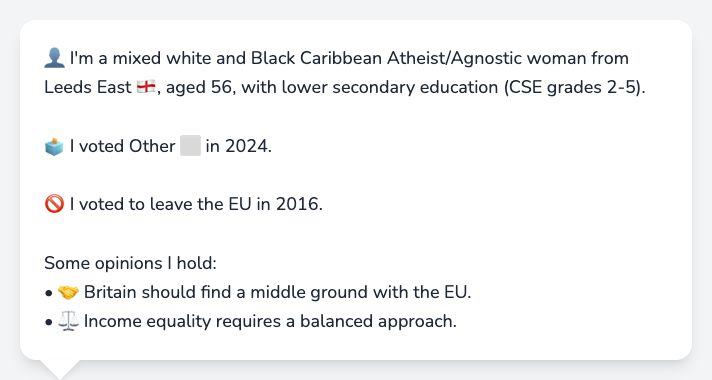 👤 I'm a mixed white and Black Caribbean Atheist/Agnostic woman from
Leeds East 🏴󠁧󠁢󠁥󠁮󠁧󠁿, aged 56, with lower secondary education (CSE grades 2-5).
🗳️ I voted Other ⬜ in 2024.
🚫 I voted to leave the EU in 2016.
Some opinions I hold:
• 🤝 Britain should find a middle ground with the EU.
• ⚖️ Income equality requires a balanced approach.